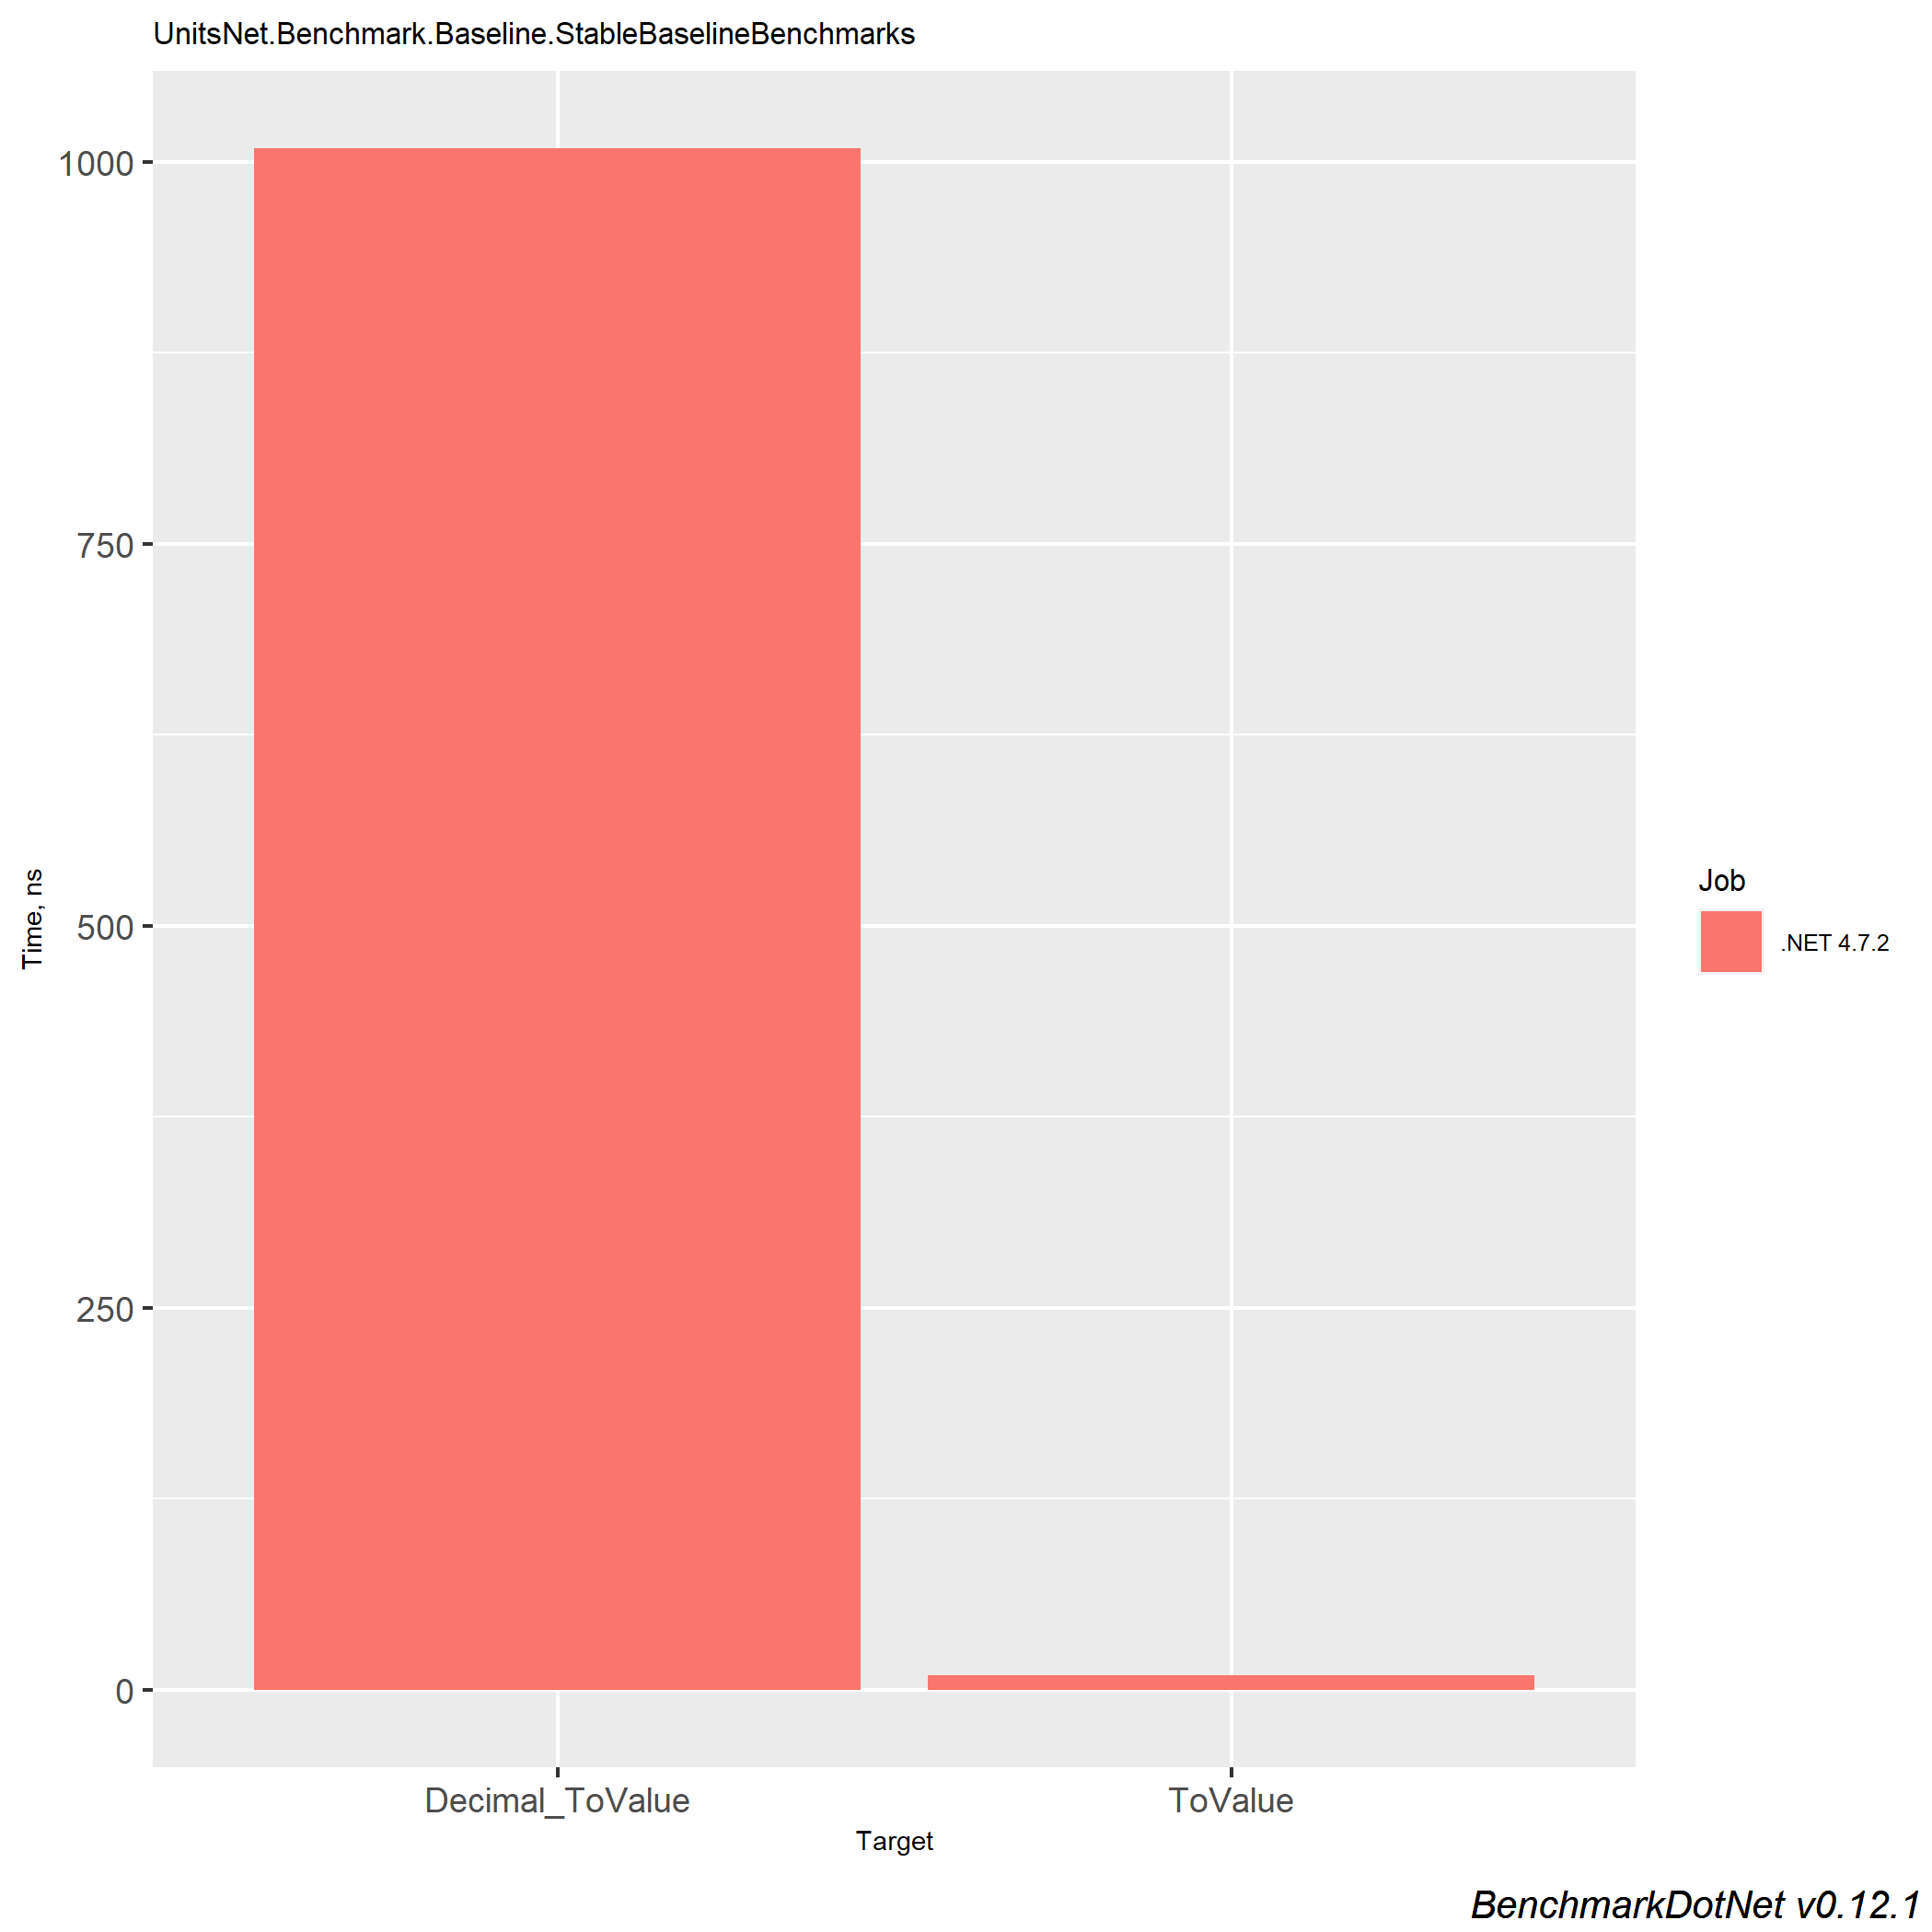 UnitsNet.Benchmark.Baseline.StableBaselineBenchmarks
1000
750
500
250
0
Time, ns
Decimal_ToValue
ToValue
Target
Job
.NET 4.7.2
BenchmarkDotNet v0.12.1